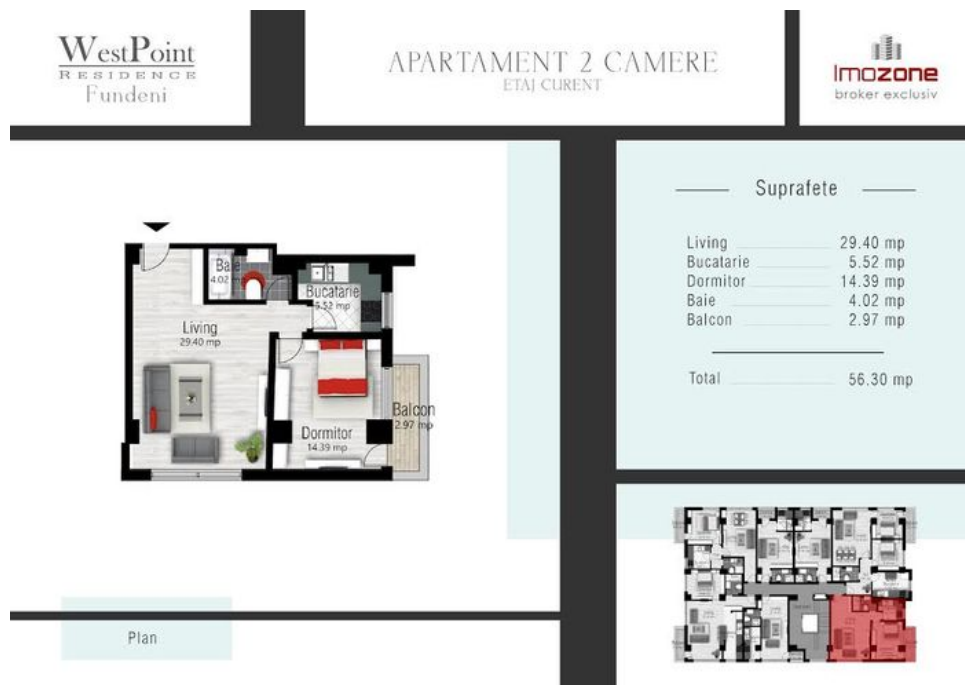 WestPoint
RESIDENCE
Fundeni
APARTAMENT 2 CAMERE
ETAJ CURENT
Imozone
broker exclusiv
Baie
4.02
Bucatarie
5.52 mp
Living
29.40 mp
Dormitor
14.39 mp
Balcon
2.97 mp
Suprafete
Living 29.40 mp
Bucatarie 5.52 mp
Dormitor 14.39 mp
Baie 4.02 mp
Balcon 2.97 mp
Total 56.30 mp
Plan